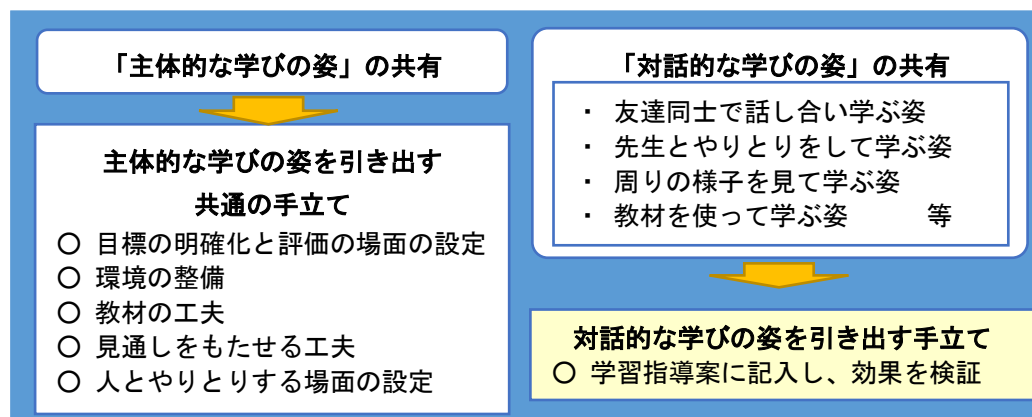 「主体的な学びの姿」の共有
主体的な学びの姿を引き出す
共通の手立て
〇 目標の明確化と評価の場面の設定
〇 環境の整備
〇 教材の工夫
〇 見通しをもたせる工夫
〇 人とやりとりする場面の設定
「対話的な学びの姿」の共有
・ 友達同士で話し合い学ぶ姿
・ 先生とやりとりをして学ぶ姿
・ 周りの様子を見て学ぶ姿
・ 教材を使って学ぶ姿　　　等
対話的な学びの姿を引き出す手立て
〇 学習指導案に記入し、効果を検証